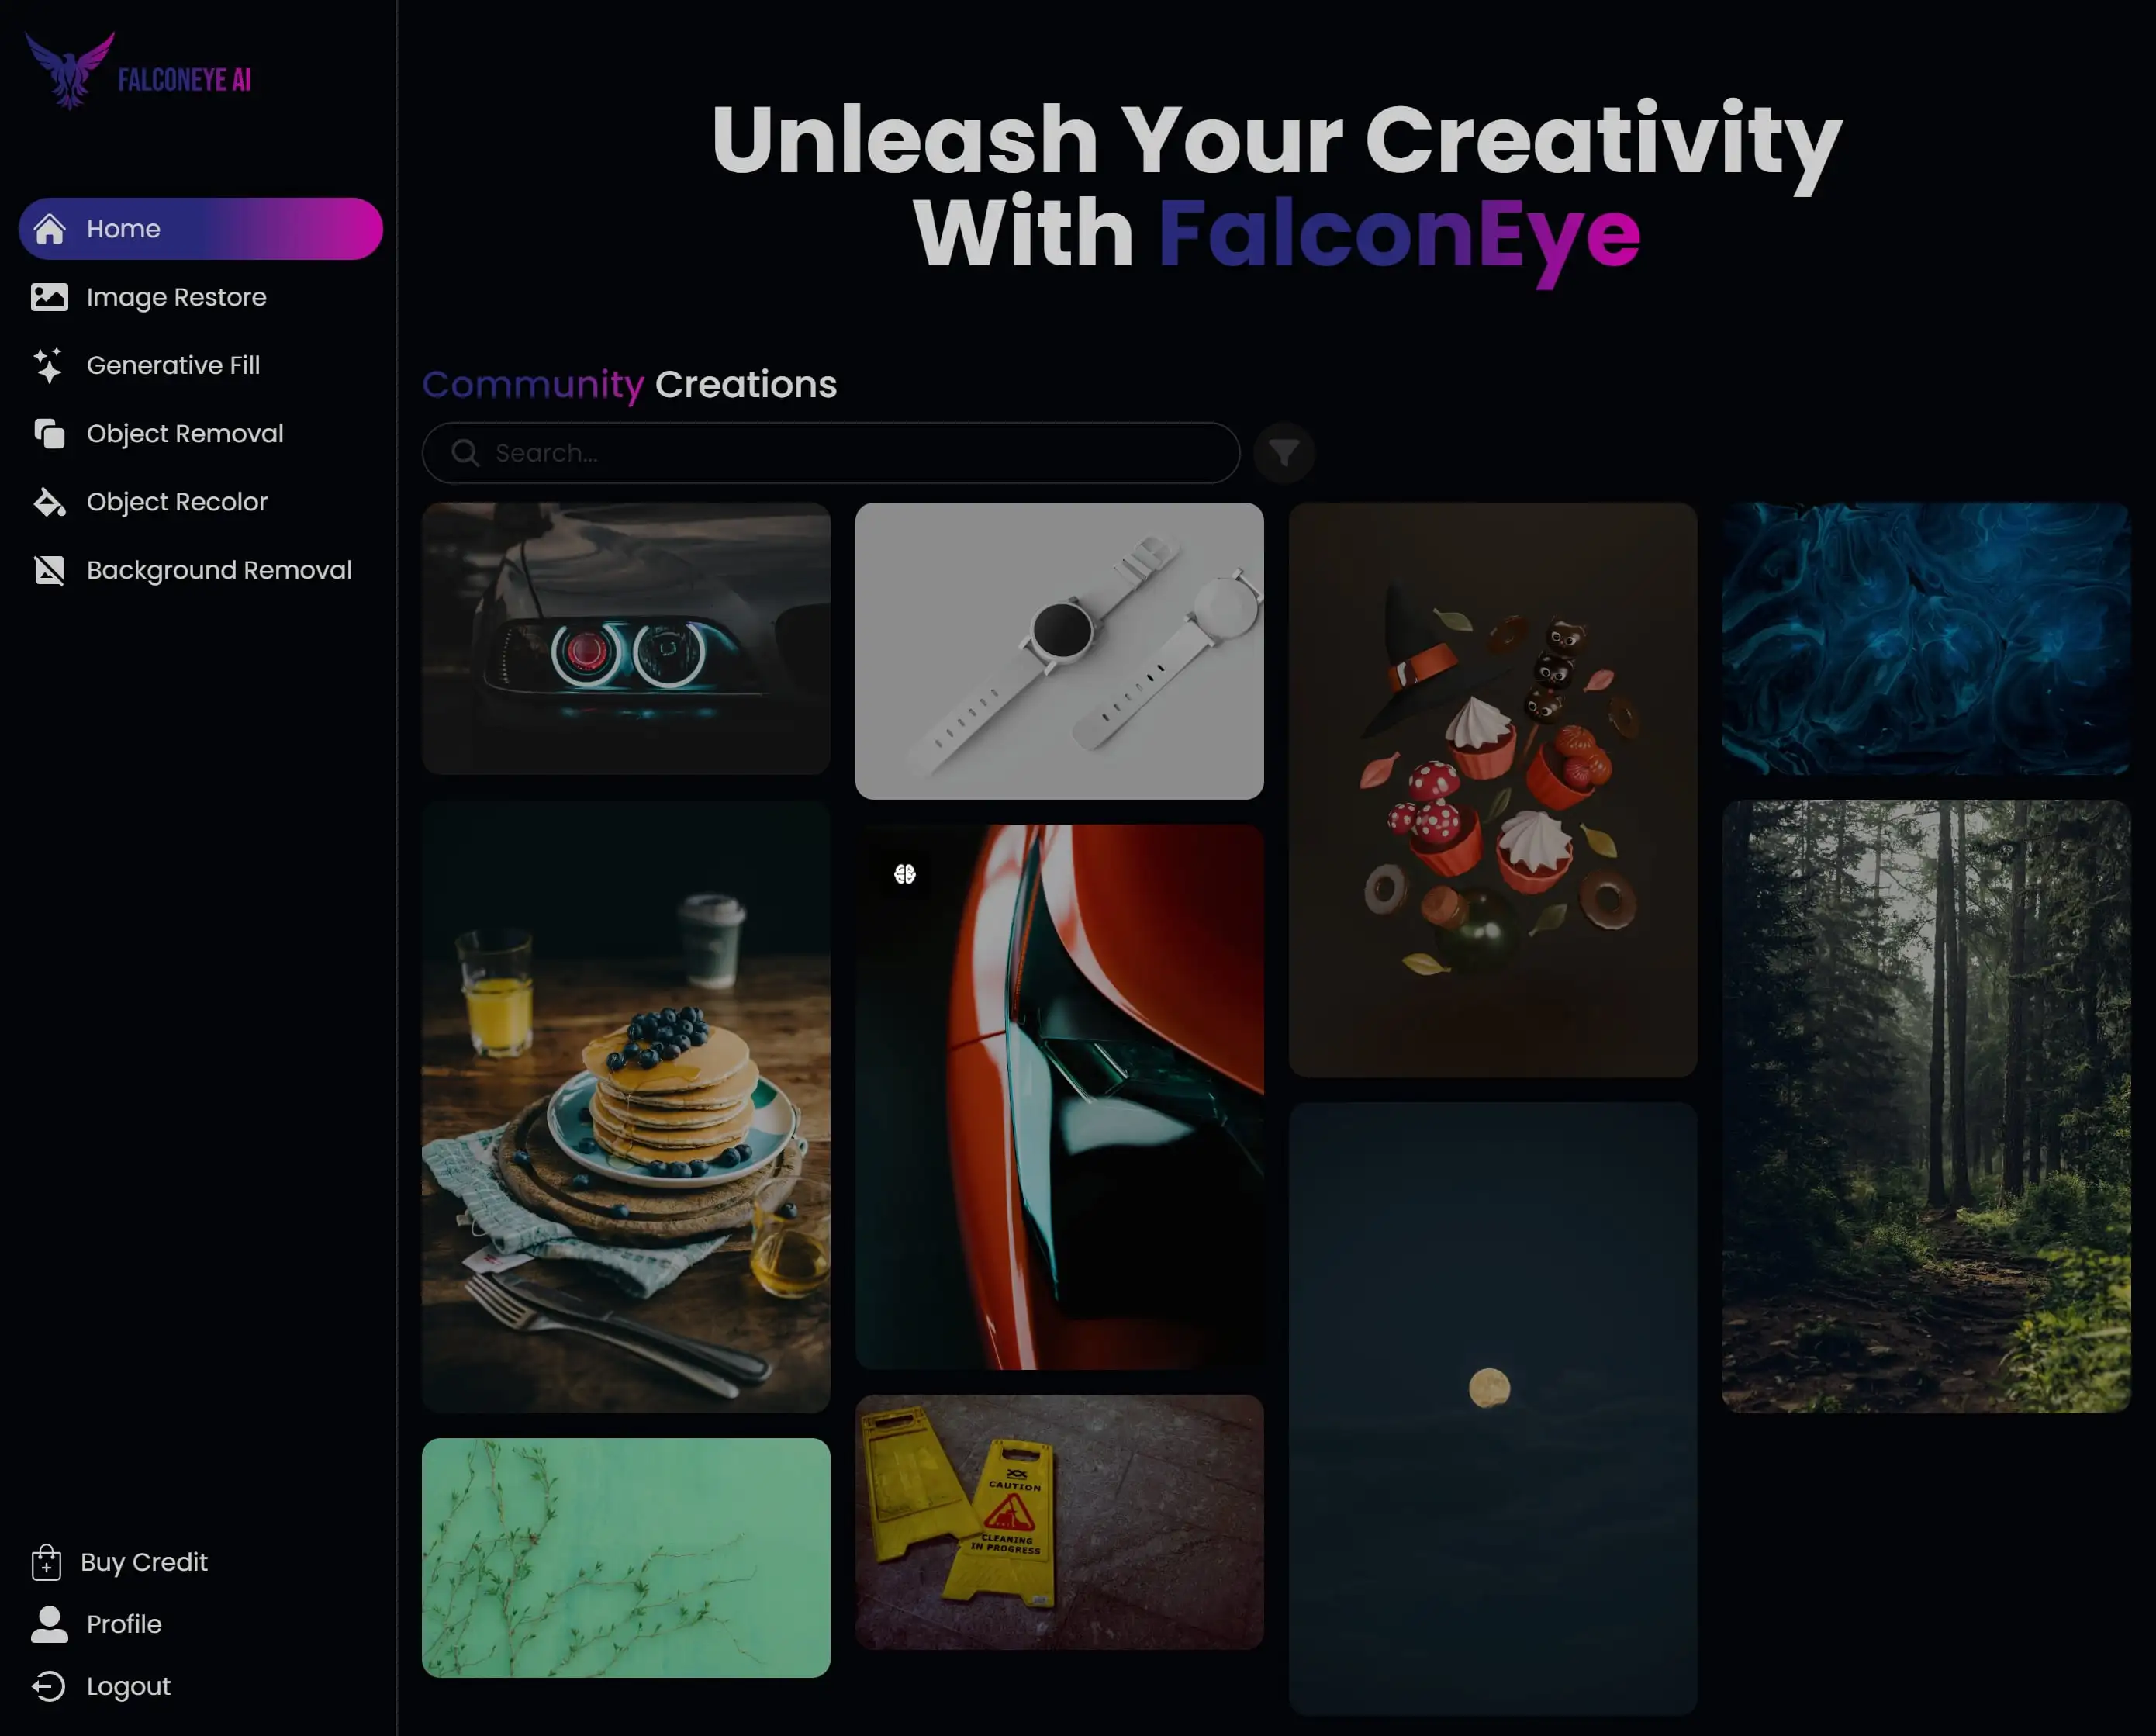 FALCONEYE AI
Home
Image Restore
Generative Fill
Object Removal
Object Recolor
Background Removal
Buy Credit
Profile
Logout
Unleash Your Creativity
With FalconEye
Community Creations
Search...
CAUTION
CLEANING
IN PROGRESS